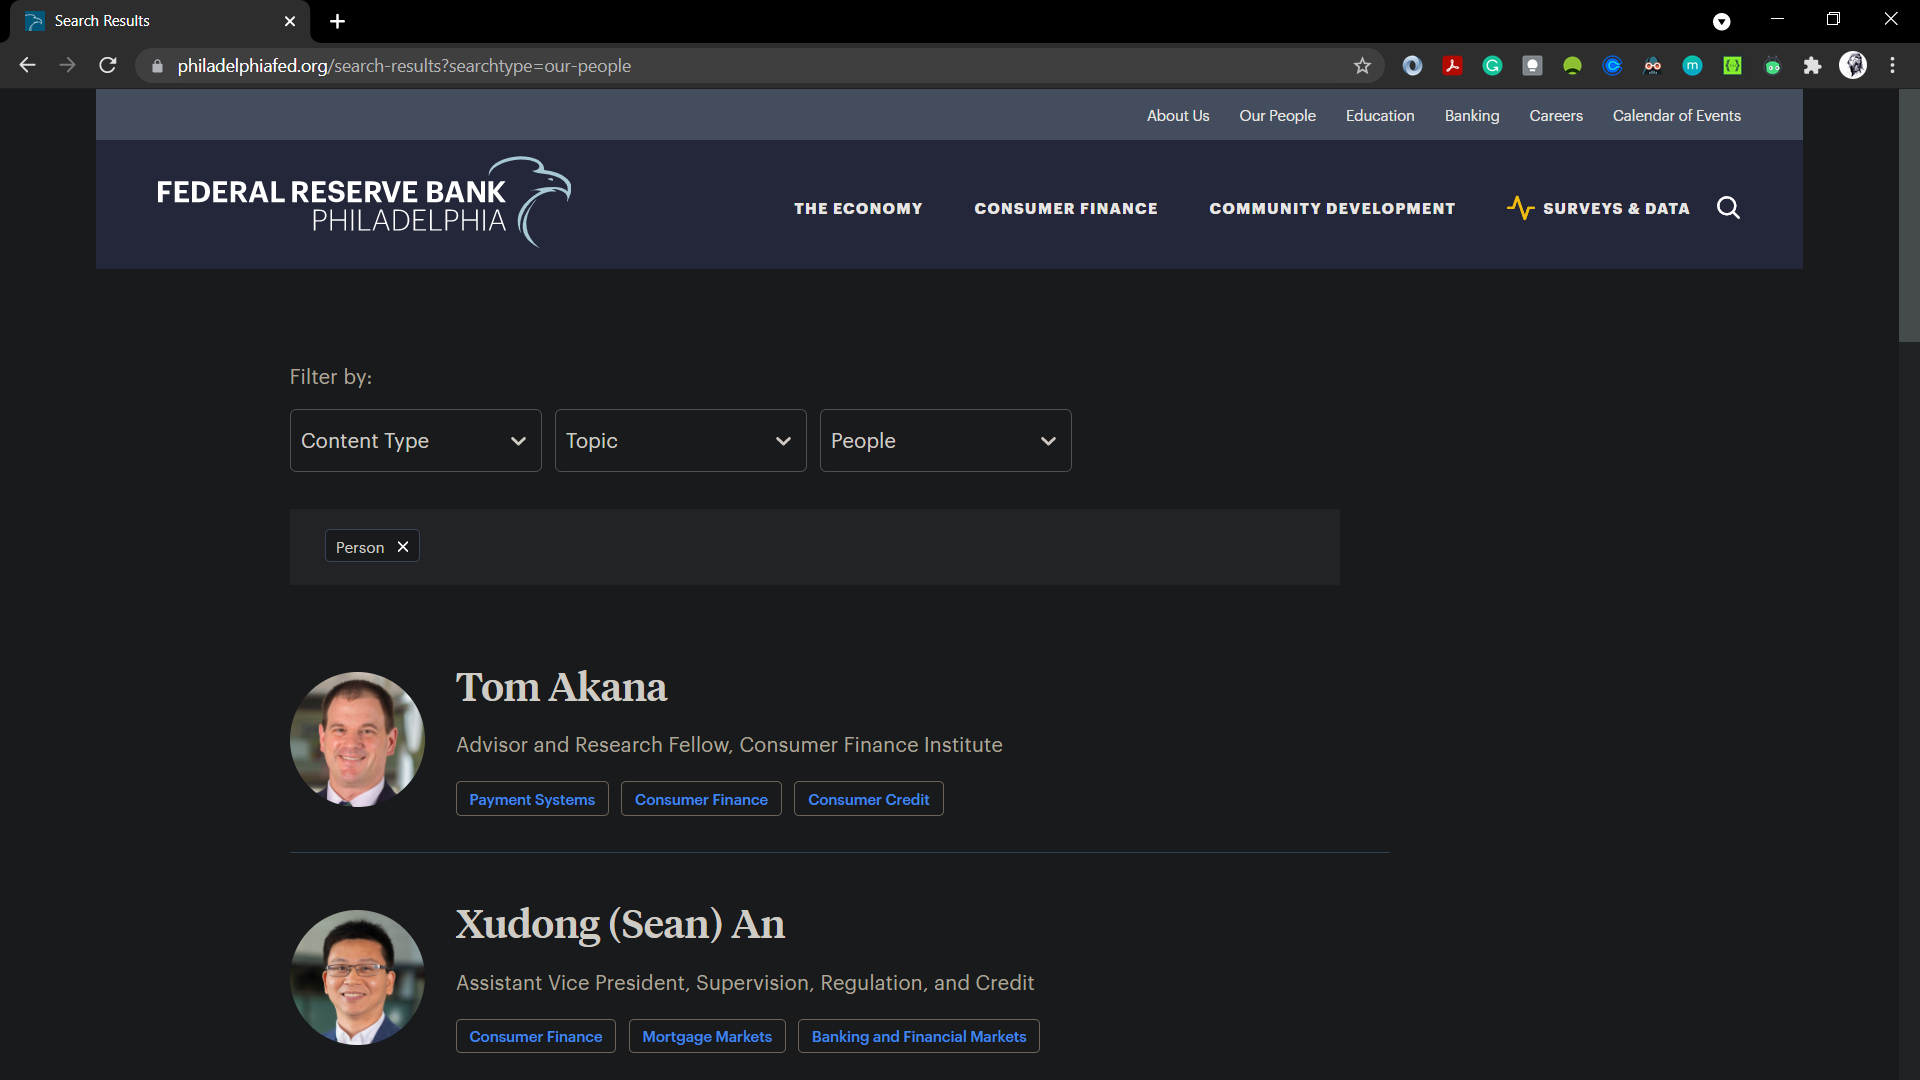 Search Results
philadelphiafed.org/search-results?searchtype=our-people
About Us Our People Education Banking Careers Calendar of Events
FEDERAL RESERVE BANK
PHILADELPHIA
THE ECONOMY CONSUMER FINANCE COMMUNITY DEVELOPMENT SURVEYS & DATA
Filter by:
Content Type Topic People
Person
Tom Akana
Advisor and Research Fellow, Consumer Finance Institute
Payment Systems Consumer Finance Consumer Credit
Xudong (Sean) An
Assistant Vice President, Supervision, Regulation, and Credit
Consumer Finance Mortgage Markets Banking and Financial Markets